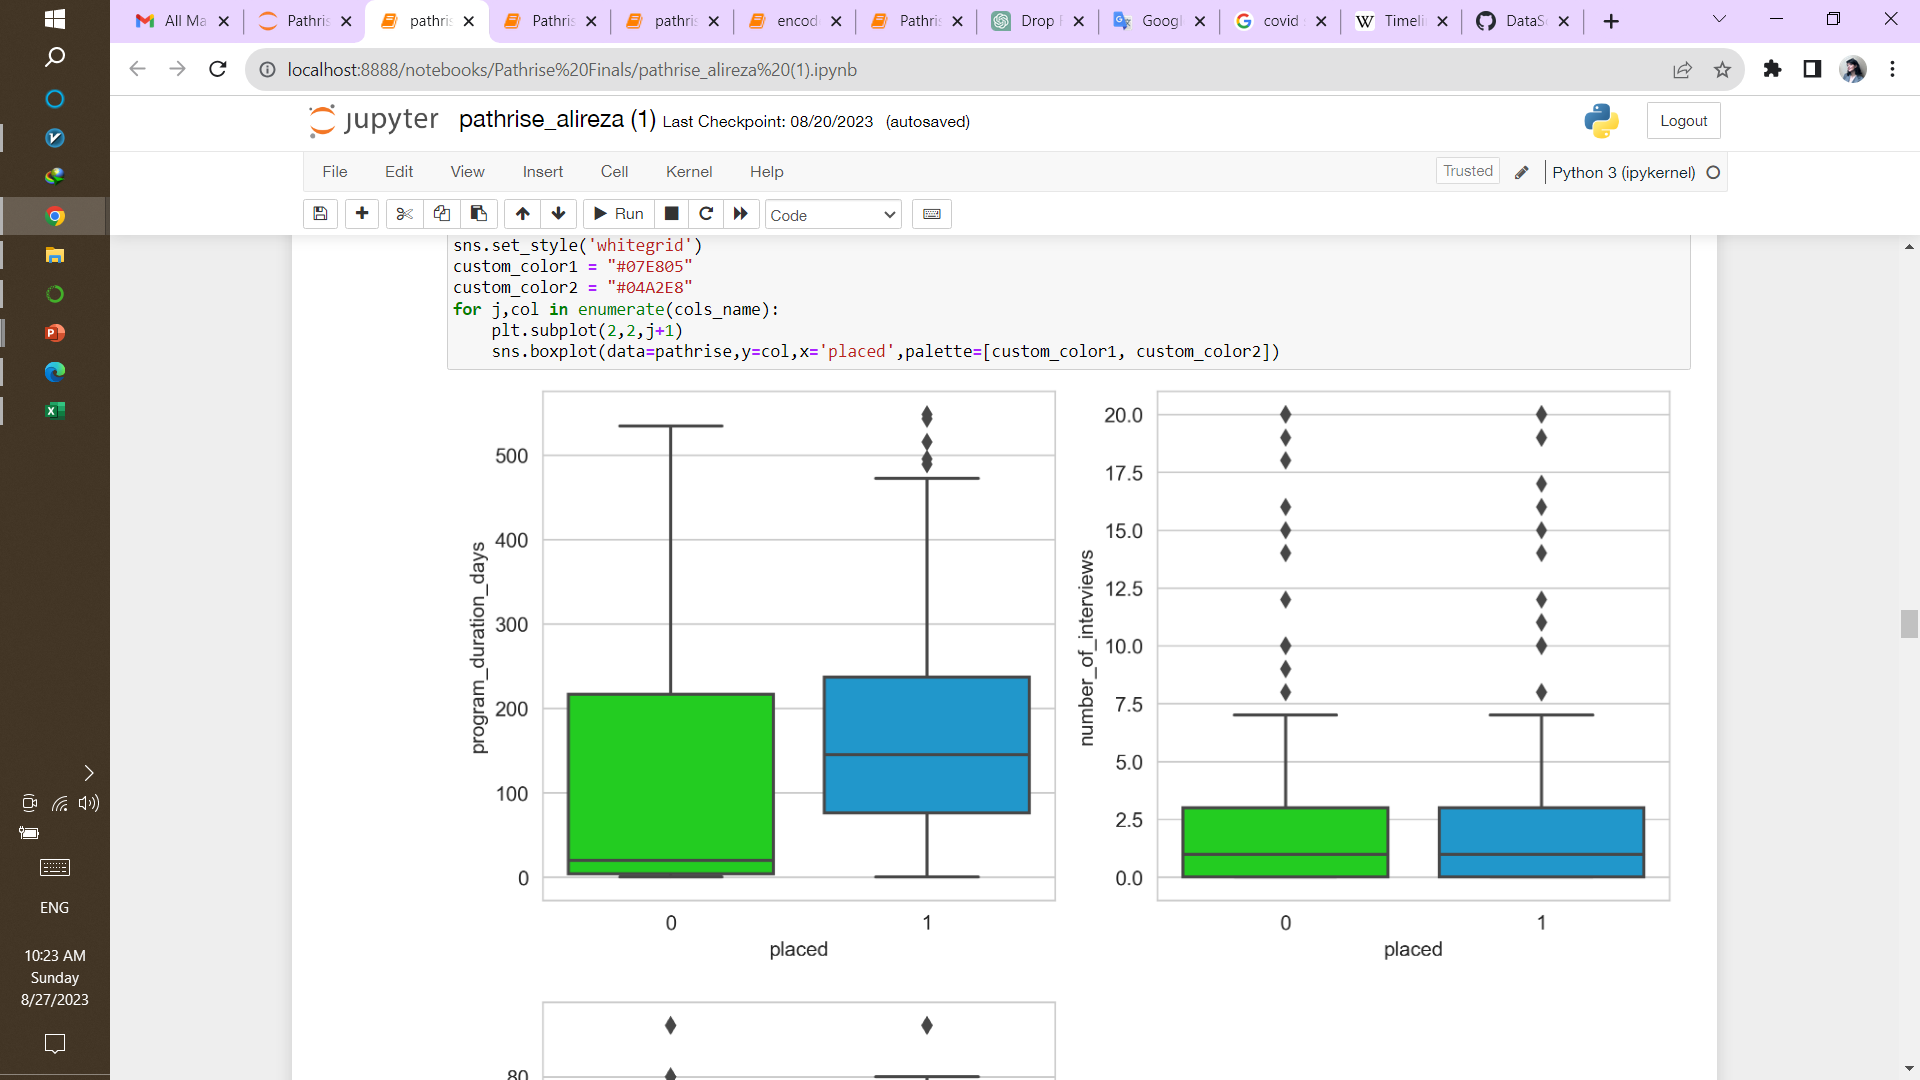 All Ma
Pathris
pathris
Pathris
pathris
encod
Pathris
Drop
Googl
covid
Timeli
DataS
localhost:8888/notebooks/Pathrise%20Finals/pathrise_alireza%20(1).ipynb
jupyter pathrise_alireza (1) Last Checkpoint: 08/20/2023 (autosaved)
Logout
File Edit View Insert Cell Kernel Help
Trusted Python 3 (ipykernel)
Run Code
sns.set_style('whitegrid')
custom_color1 = "#07E805"
custom_color2 = "#04A2E8"
for j,col in enumerate(cols_name):
plt.subplot(2,2,j+1)
sns.boxplot(data=pathrise,y=col,x='placed',palette=[custom_color1, custom_color2])
program_duration_days
500
400
300
200
100
0
0 1
placed
number_of_interviews
20.0
17.5
15.0
12.5
10.0
7.5
5.0
2.5
0.0
0 1
placed
80
ENG
10:23 AM
Sunday
8/27/2023